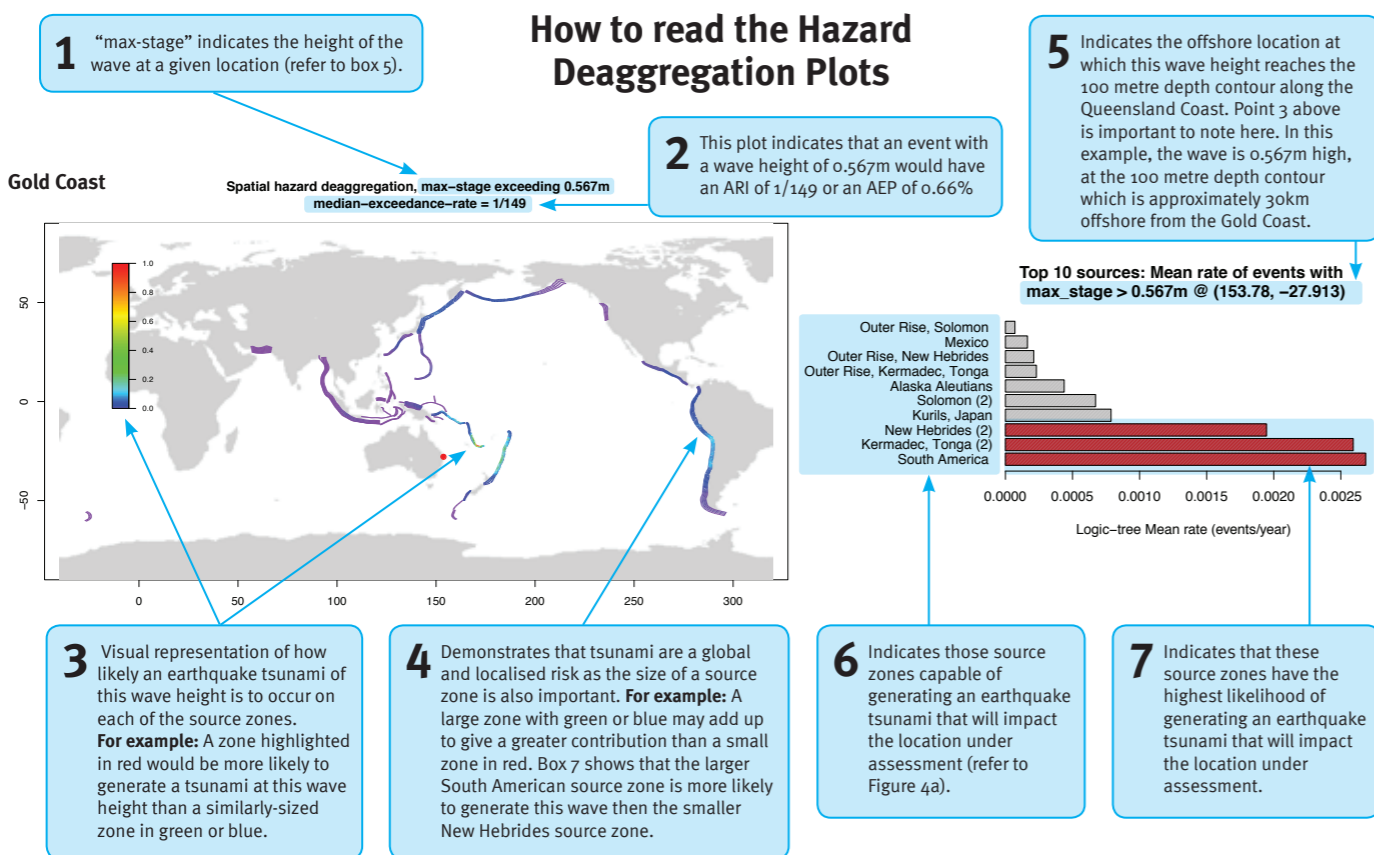 How to read the Hazard
Deaggregation Plots
1 "max-stage" indicates the height of the
wave at a given location (refer to box 5).
2 This plot indicates that an event with
a wave height of 0.567m would have
an ARI of 1/149 or an AEP of 0.66%
5 Indicates the offshore location at
which this wave height reaches the
100 metre depth contour along the
Queensland Coast. Point 3 above
is important to note here. In this
example, the wave is 0.567m high,
at the 100 metre depth contour
which is approximately 30km
offshore from the Gold Coast.
Gold Coast
Spatial hazard deaggregation, max−stage exceeding 0.567m
median−exceedance−rate = 1/149
1.0
0.8
0.6
0.4
0.2
0.0
50
0
−50
0 50 100 150 200 250 300
Top 10 sources: Mean rate of events with
max_stage > 0.567m @ (153.78, −27.913)
Outer Rise, Solomon
Mexico
Outer Rise, New Hebrides
Outer Rise, Kermadec, Tonga
Alaska Aleutians
Solomon (2)
Kurils, Japan
New Hebrides (2)
Kermadec, Tonga (2)
South America
0.0000 0.0005 0.0010 0.0015 0.0020 0.0025
Logic−tree Mean rate (events/year)
3 Visual representation of how
likely an earthquake tsunami of
this wave height is to occur on
each of the source zones.
For example: A zone highlighted
in red would be more likely to
generate a tsunami at this wave
height than a similarly-sized
zone in green or blue.
4 Demonstrates that tsunami are a global
and localised risk as the size of a source
zone is also important. For example: A
large zone with green or blue may add up
to give a greater contribution than a small
zone in red. Box 7 shows that the larger
South American source zone is more likely
to generate this wave then the smaller
New Hebrides source zone.
6 Indicates those source
zones capable of
generating an earthquake
tsunami that will impact
the location under
assessment (refer to
Figure 4a).
7 Indicates that these
source zones have the
highest likelihood of
generating an earthquake
tsunami that will impact
the location under
assessment.